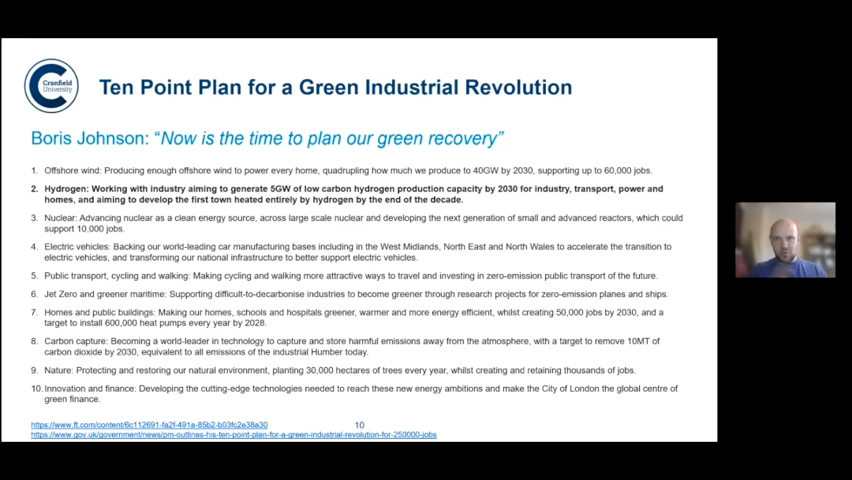 Cranfield
University
Ten Point Plan for a Green Industrial Revolution
Boris Johnson: “Now is the time to plan our green recovery”
1. Offshore wind: Producing enough offshore wind to power every home, quadrupling how much we produce to 40GW by 2030, supporting up to 60,000 jobs.
2. Hydrogen: Working with industry aiming to generate 5GW of low carbon hydrogen production capacity by 2030 for industry, transport, power and
homes, and aiming to develop the first town heated entirely by hydrogen by the end of the decade.
3. Nuclear: Advancing nuclear as a clean energy source, across large scale nuclear and developing the next generation of small and advanced reactors, which could
support 10,000 jobs.
4. Electric vehicles: Backing our world-leading car manufacturing bases including in the West Midlands, North East and North Wales to accelerate the transition to
electric vehicles, and transforming our national infrastructure to better support electric vehicles.
5. Public transport, cycling and walking: Making cycling and walking more attractive ways to travel and investing in zero-emission public transport of the future.
6. Jet Zero and greener maritime: Supporting difficult-to-decarbonise industries to become greener through research projects for zero-emission planes and ships.
7. Homes and public buildings: Making our homes, schools and hospitals greener, warmer and more energy efficient, whilst creating 50,000 jobs by 2030, and a
target to install 600,000 heat pumps every year by 2028.
8. Carbon capture: Becoming a world-leader in technology to capture and store harmful emissions away from the atmosphere, with a target to remove 10MT of
carbon dioxide by 2030, equivalent to all emissions of the industrial Humber today.
9. Nature: Protecting and restoring our natural environment, planting 30,000 hectares of trees every year, whilst creating and retaining thousands of jobs.
10. Innovation and finance: Developing the cutting-edge technologies needed to reach these new energy ambitions and make the City of London the global centre of
green finance.
https://www.ft.com/content/6c112691-fa2f-491a-85b2-b03fc2e38a30
10
https://www.gov.uk/government/news/pm-outlines-his-ten-point-plan-for-a-green-industrial-revolution-for-250000-jobs